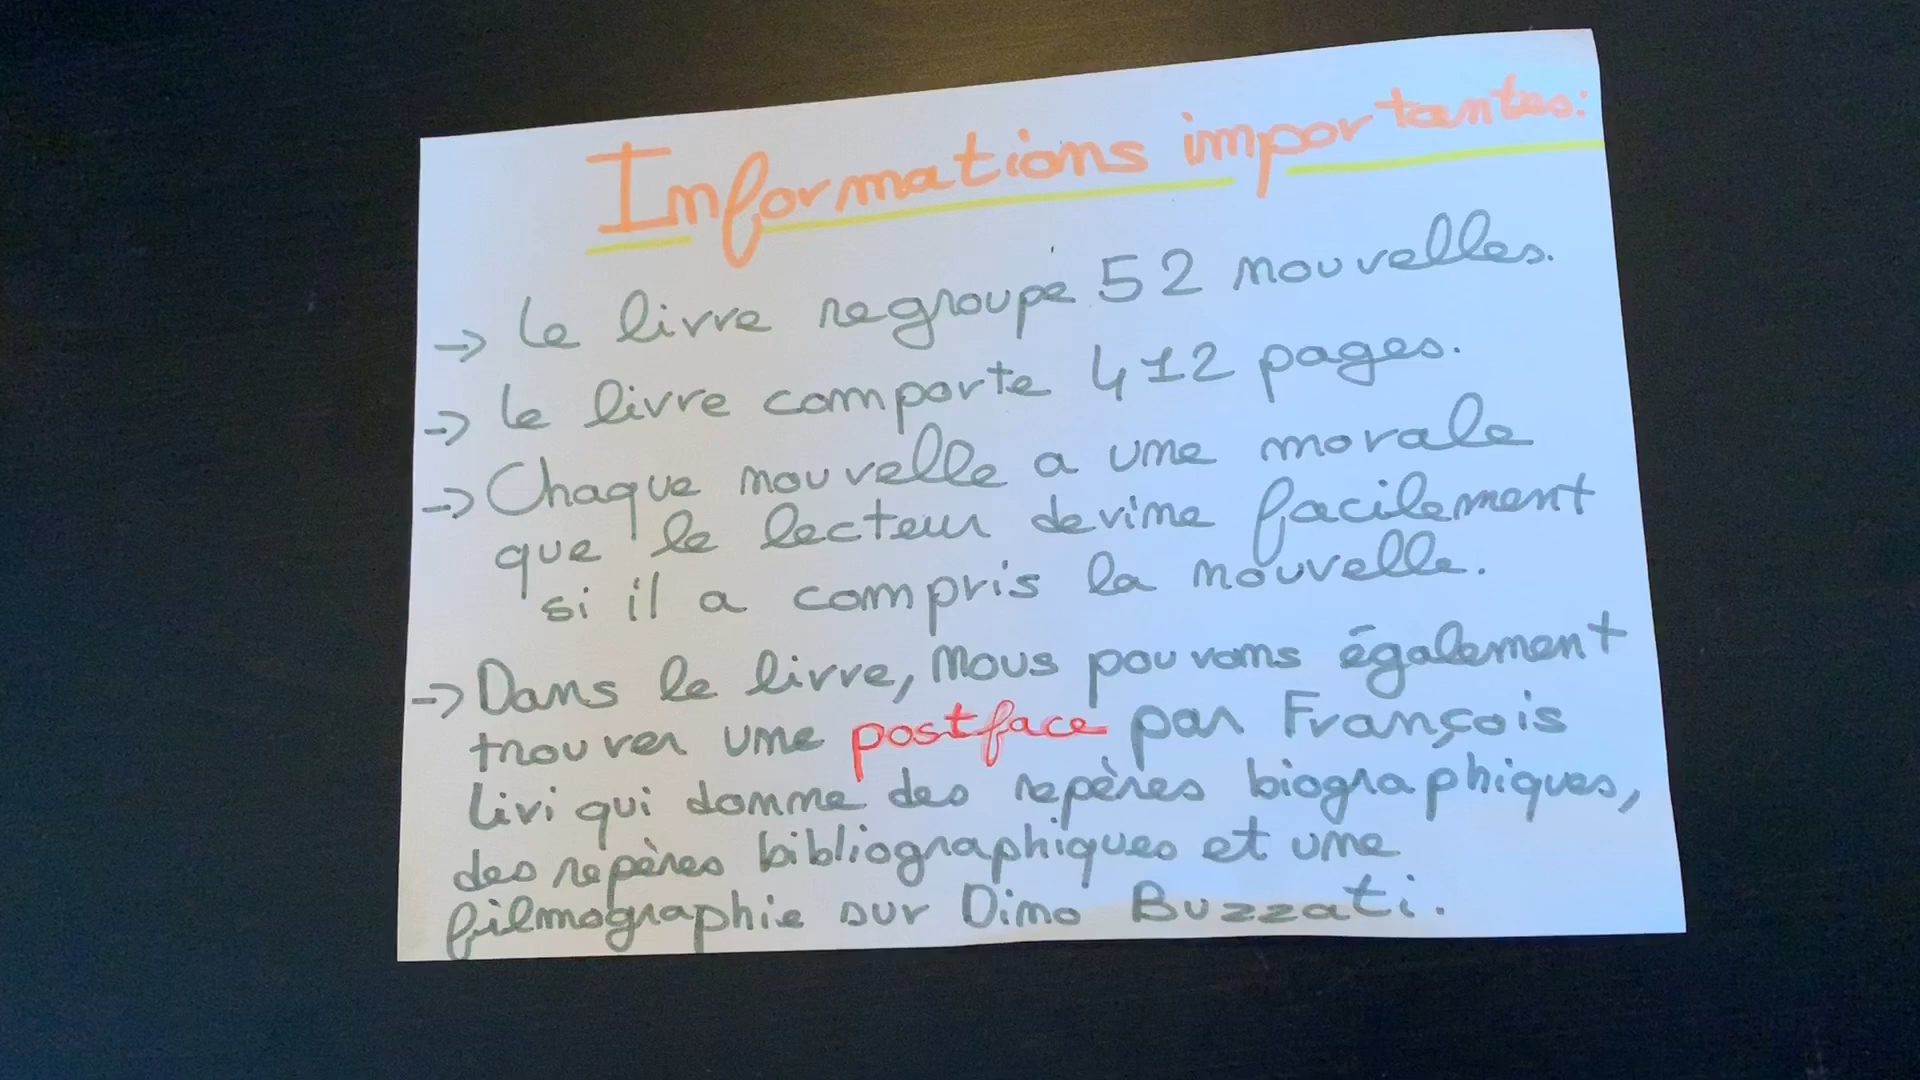 Informations importantes:
→ Le livre regroupe 52 nouvelles.
→ Le livre comporte 412 pages.
→ Chaque nouvelle a une morale
que le lecteur devine facilement
si il a compris la nouvelle.
→ Dans le livre, nous pouvons également
trouver une postface par François
Livi qui donne des repères biographiques,
des repères bibliographiques et une
filmographie sur Dino Buzzati.